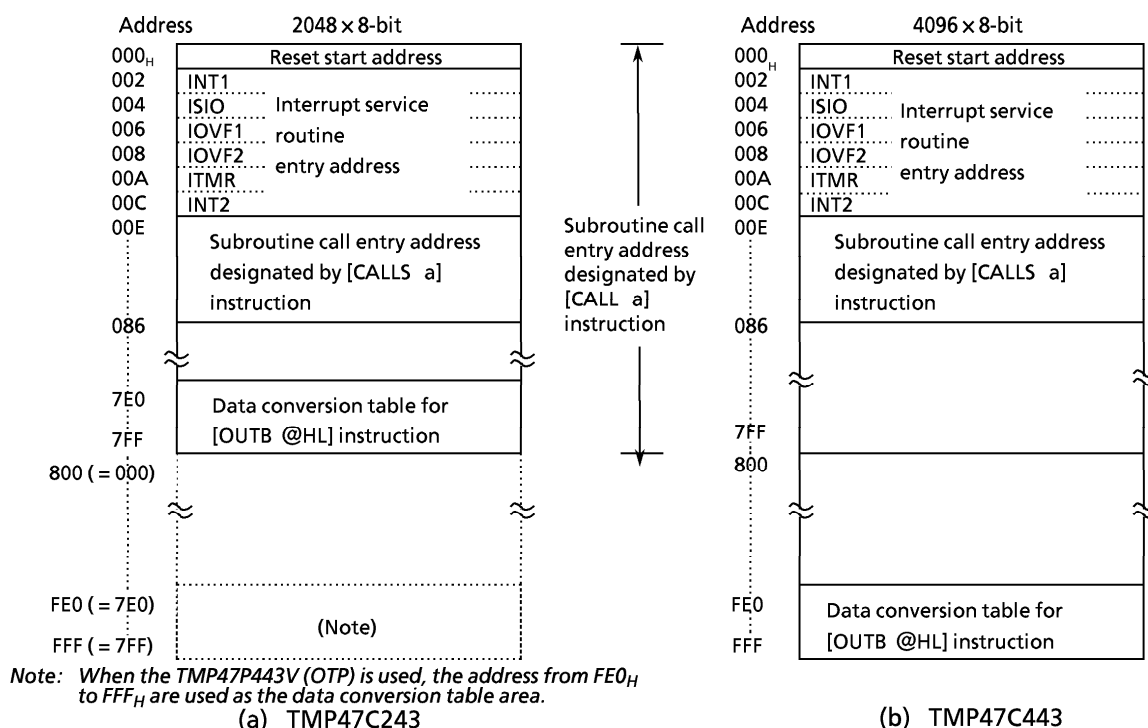 Address 2048 × 8-bit
000H Reset start address
002 INT1
004 ISIO Interrupt service
006 IOVF1 routine
008 IOVF2 entry address
00A ITMR
00C INT2
00E
Subroutine call entry address
designated by [CALLS a]
instruction
086
7E0 Data conversion table for
7FF [OUTB @HL] instruction
800 (= 000)
FE0 (= 7E0)
(Note)
FFF (= 7FF)
Note: When the TMP47P443V (OTP) is used, the address from FE0H
to FFFH are used as the data conversion table area.
(a) TMP47C243
Subroutine call
entry address
designated by
[CALL a]
instruction
Address 4096 × 8-bit
000H Reset start address
002 INT1
004 ISIO Interrupt service
006 IOVF1 routine
008 IOVF2 entry address
00A ITMR
00C INT2
00E
Subroutine call entry address
designated by [CALLS a]
instruction
086
7FF
800
FE0 Data conversion table for
FFF [OUTB @HL] instruction
(b) TMP47C443